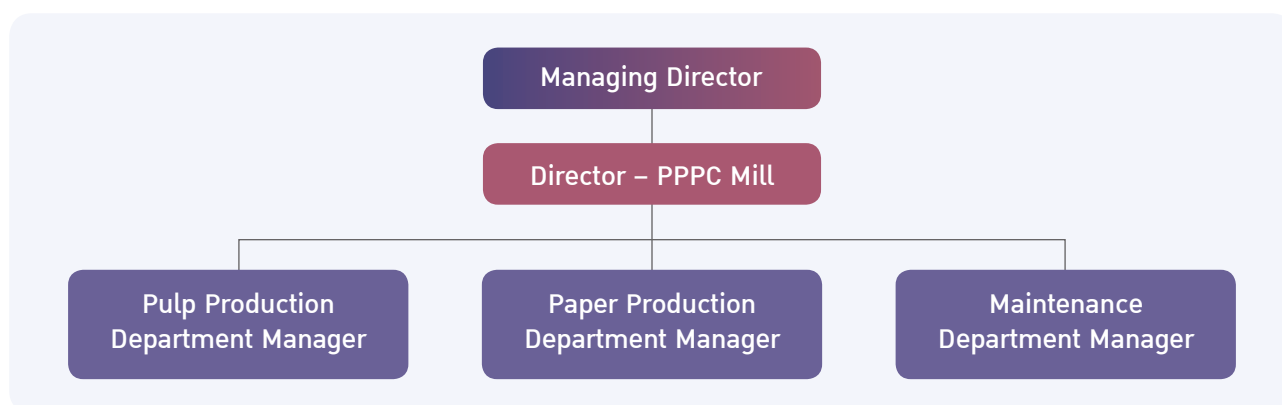 Managing Director
Director – PPPC Mill
Pulp Production
Department Manager
Paper Production
Department Manager
Maintenance
Department Manager